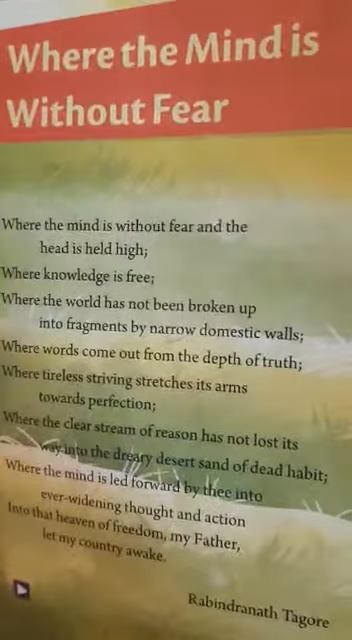 Where the Mind is
Without Fear
Where the mind is without fear and the
head is held high;
Where knowledge is free;
Where the world has not been broken up
into fragments by narrow domestic walls;
Where words come out from the depth of truth;
Where tireless striving stretches its arms
towards perfection;
Where the clear stream of reason has not lost its
way into the dreary desert sand of dead habit;
Where the mind is led forward by thee into
ever-widening thought and action
Into that heaven of freedom, my Father,
let my country awake.
Rabindranath Tagore